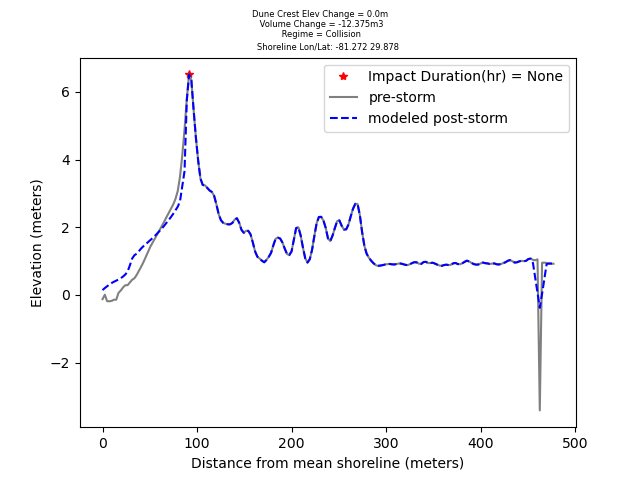 Dune Crest Elev Change = 0.0m
Volume Change = -12.375m3
Regime = Collision
Shoreline Lon/Lat: -81.272 29.878
Impact Duration(hr) = None
pre-storm
modeled post-storm
Elevation (meters)
6
4
2
0
−2
0 100 200 300 400 500
Distance from mean shoreline (meters)